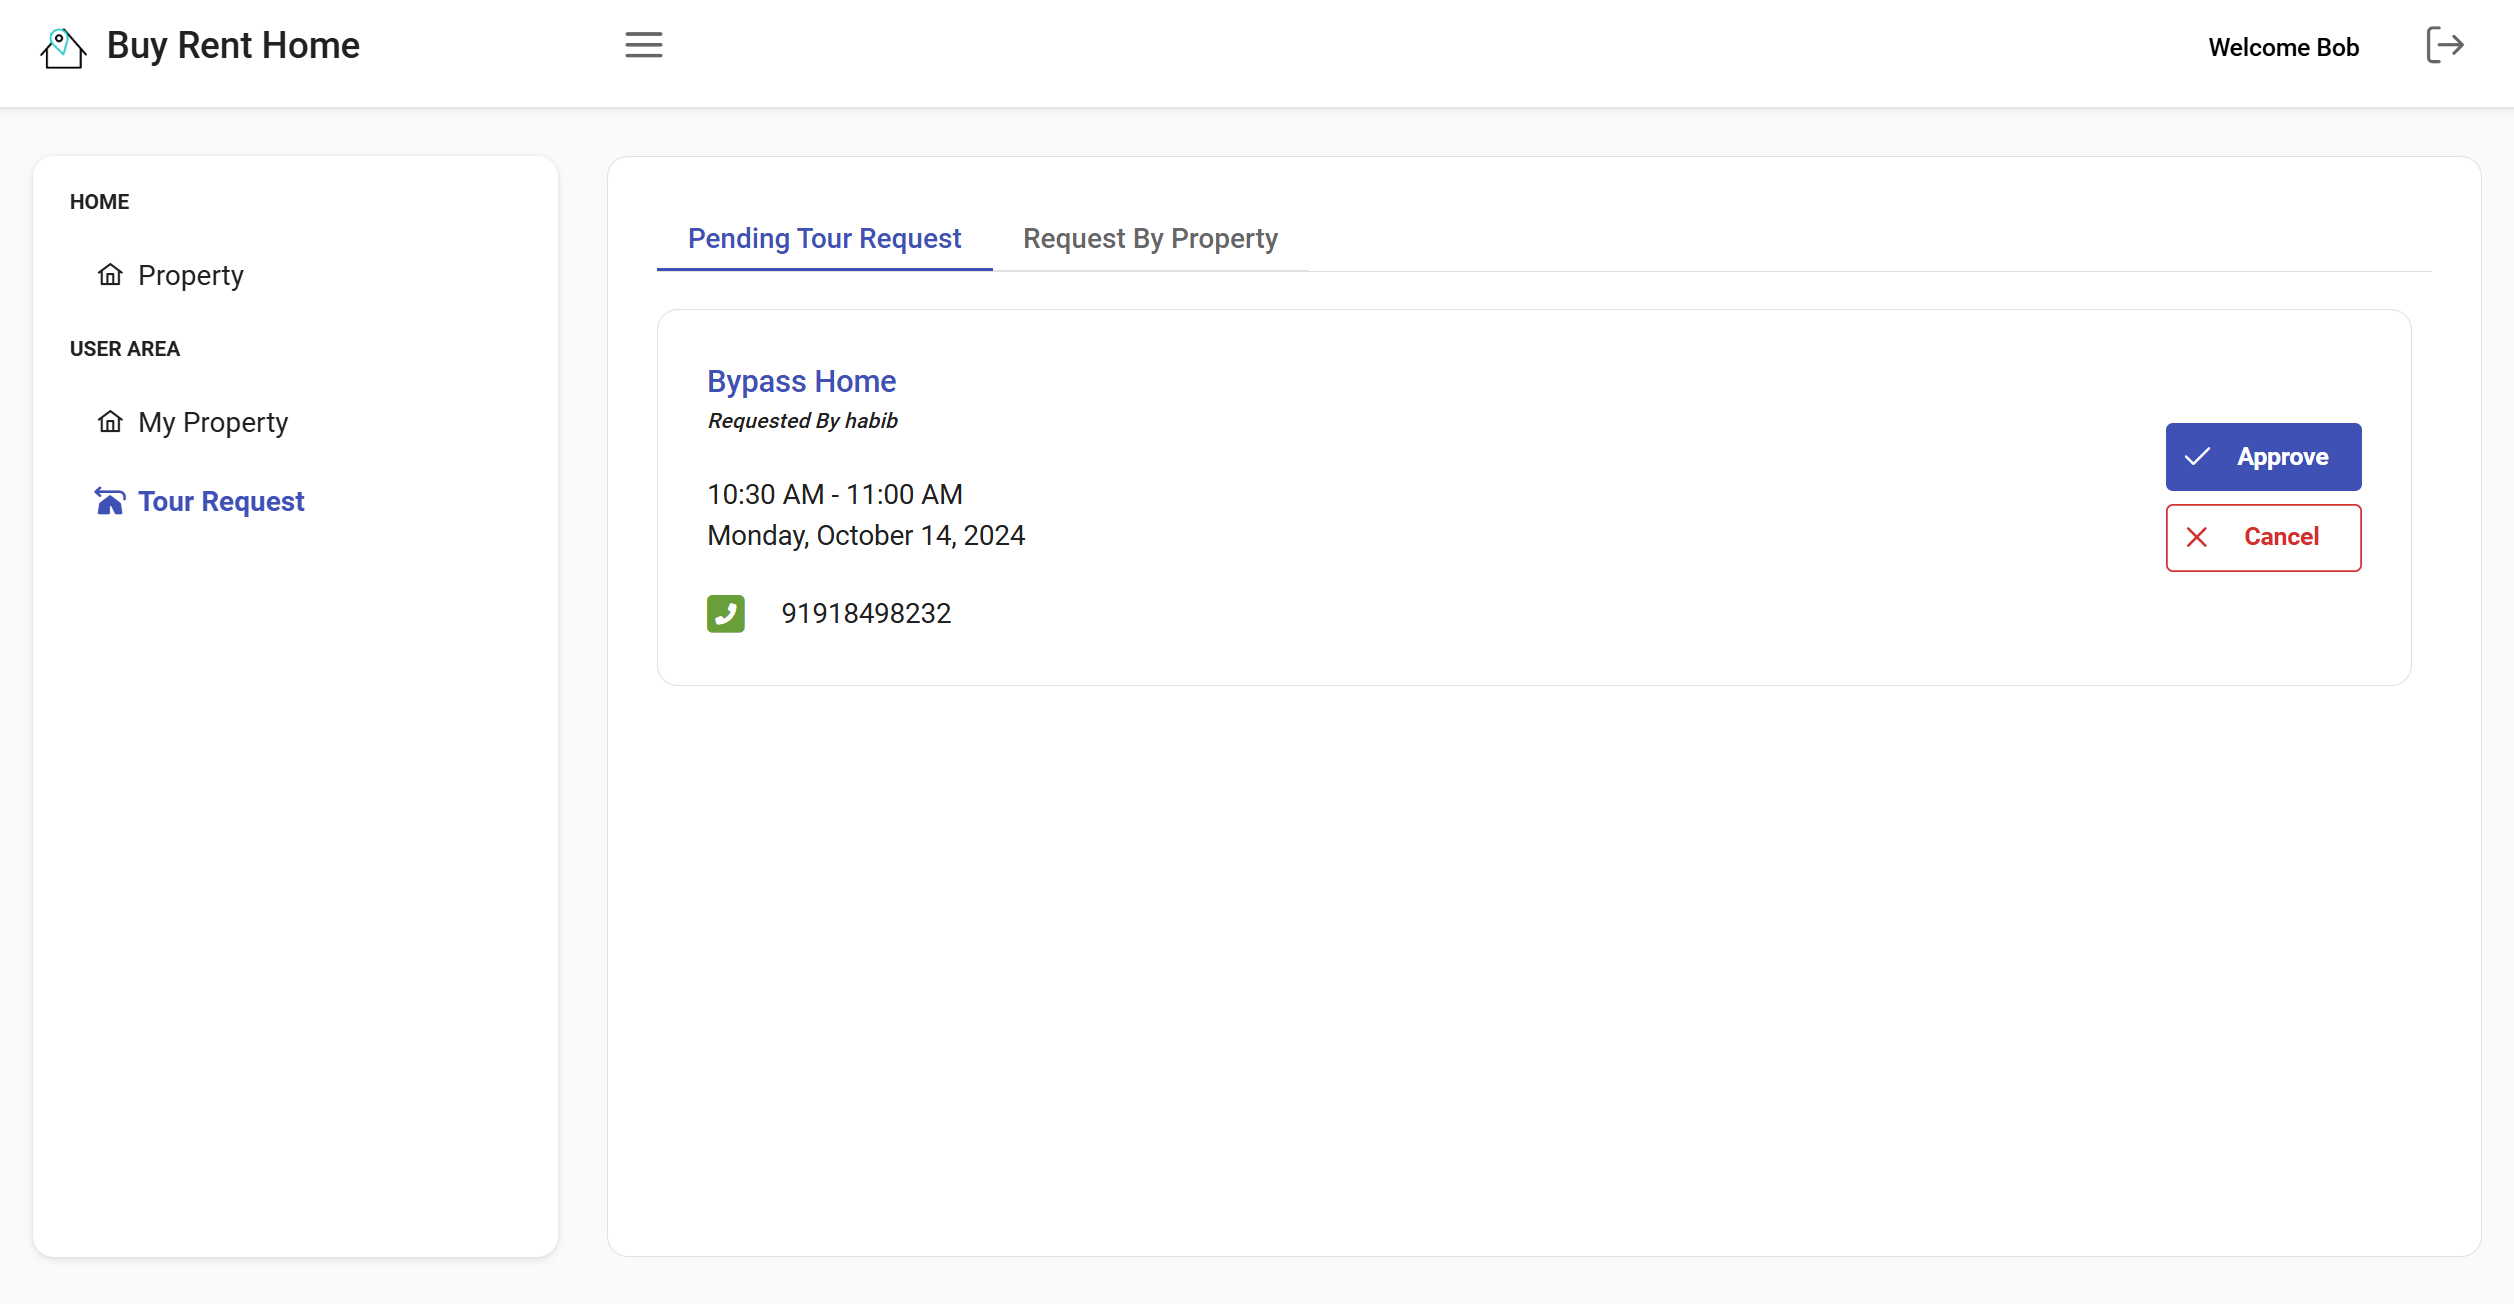 Buy Rent Home
Welcome Bob
HOME
Property
USER AREA
My Property
Tour Request
Pending Tour Request
Request By Property
Bypass Home
Requested By habib
10:30 AM - 11:00 AM
Monday, October 14, 2024
91918498232
Approve
Cancel